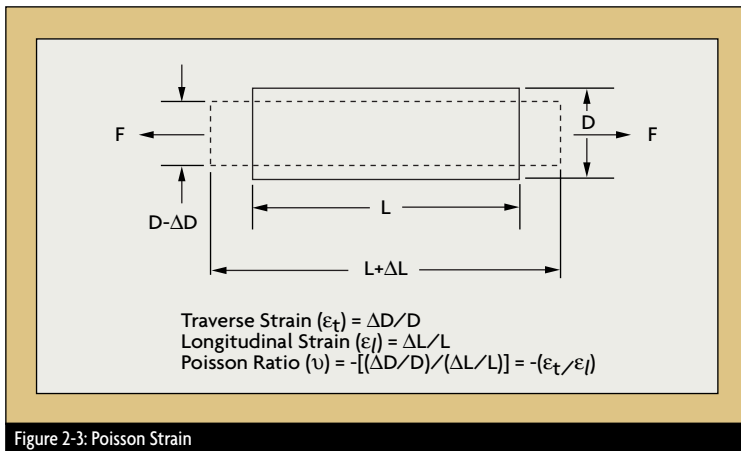 D
F
F
L
D-ΔD
L+ΔL
Traverse Strain (εt) = ΔD/D
Longitudinal Strain (εl) = ΔL/L
Poisson Ratio (υ) = -[(ΔD/D)/(ΔL/L)] = -(εt/εl)
Figure 2-3: Poisson Strain